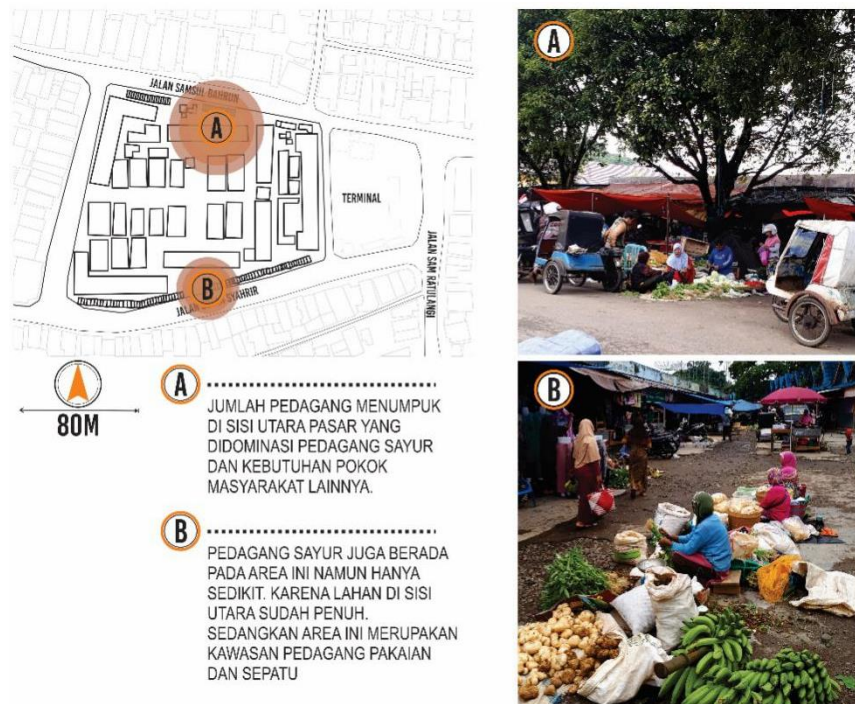 JALAN SAMSUL BAHRUN
A
TERMINAL
JALAN SAM RATULANGI
B
JALAN SYAHRIR
80M
A
JUMLAH PEDAGANG MENUMPUK
DI SISI UTARA PASAR YANG
DIDOMINASI PEDAGANG SAYUR
DAN KEBUTUHAN POKOK
MASYARAKAT LAINNYA.
B
PEDAGANG SAYUR JUGA BERADA
PADA AREA INI NAMUN HANYA
SEDIKIT. KARENA LAHAN DI SISI
UTARA SUDAH PENUH.
SEDANGKAN AREA INI MERUPAKAN
KAWASAN PEDAGANG PAKAIAN
DAN SEPATU
A
B